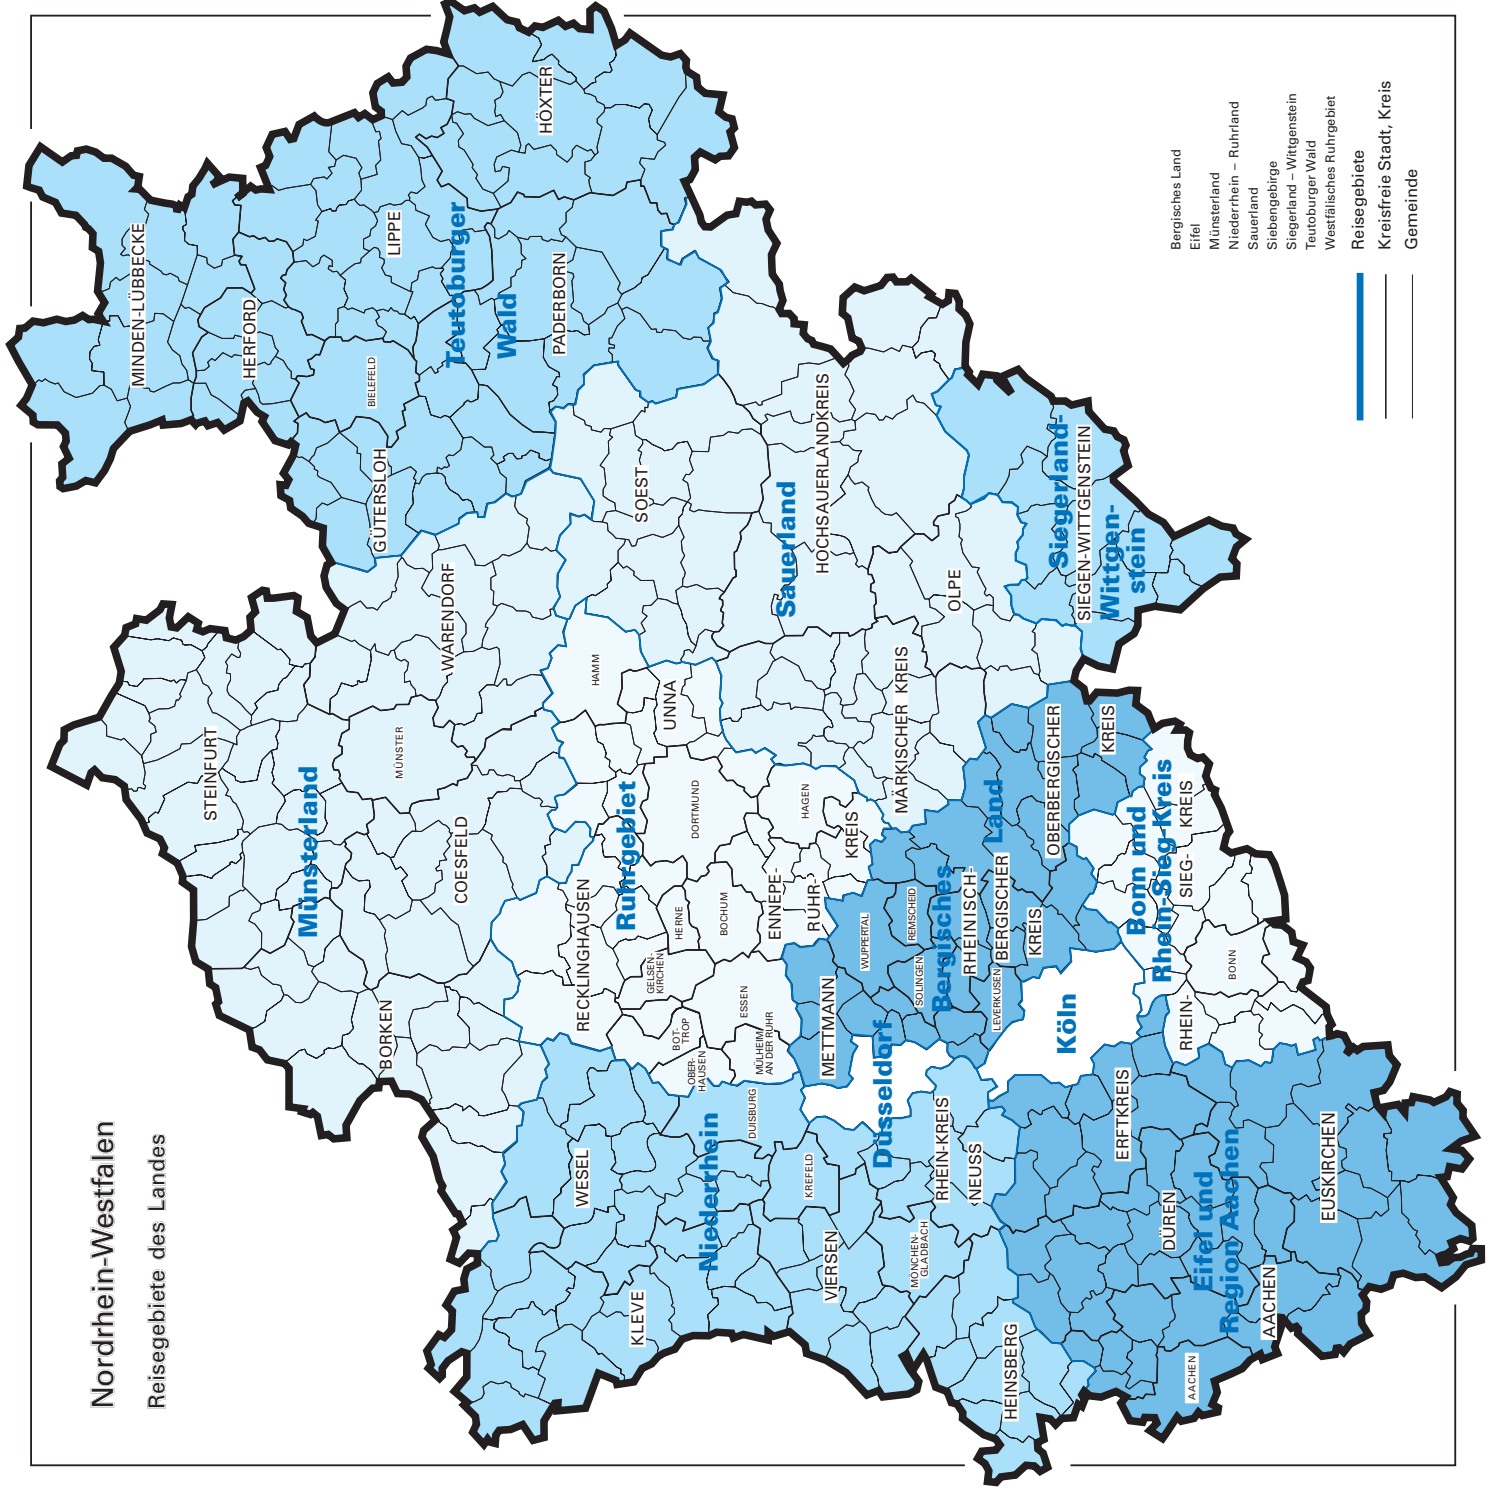 Nordrhein-Westfalen
Reisegebiete des Landes
MINDEN-LÜBBECKE
HERFORD
BIELEFELD
LIPPE
GÜTERSLOH
Teutoburger
Wald
HÖXTER
PADERBORN
STEINFURT
Münsterland
MÜNSTER
WARENDORF
BORKEN
COESFELD
HAMM
SOEST
UNNA
RECKLINGHAUSEN
Ruhrgebiet
GELSEN-
KIRCHEN
HERNE
BOT-
TROP
OBER-
HAUSEN
DORTMUND
BOCHUM
ESSEN
MÜLHEIM/
AN DER RUHR
ENNEPE-
RUHR-
KREIS
HAGEN
Sauerland
HOCHSAUERLANDKREIS
MÄRKISCHER KREIS
OLPE
WESEL
KLEVE
Niederrhein
DUISBURG
KREFELD
VIERSEN
MÖNCHEN-
GLADBACH
RHEIN-KREIS
NEUSS
HEINSBERG
METTMANN
Düsseldorf
WUPPERTAL
REMSCHEID
SOLINGEN
Bergisches
Land
RHEINISCH-
BERGISCHER
KREIS
LEVERKUSEN
OBERBERGISCHER
KREIS
Siegerland-
SIEGEN-WITTGENSTEIN
Wittgen-
stein
Köln
Bonn und
Rhein-Sieg-Kreis
RHEIN-
SIEG-
KREIS
BONN
ERFTKREIS
DÜREN
Eifel und
Region Aachen
AACHEN
AACHEN
EUSKIRCHEN
Bergisches Land
Eifel
Münsterland
Niederrhein – Ruhrland
Sauerland
Siebengebirge
Siegerland – Wittgenstein
Teutoburger Wald
Westfälisches Ruhrgebiet
Reisegebiete
Kreisfreie Stadt, Kreis
Gemeinde